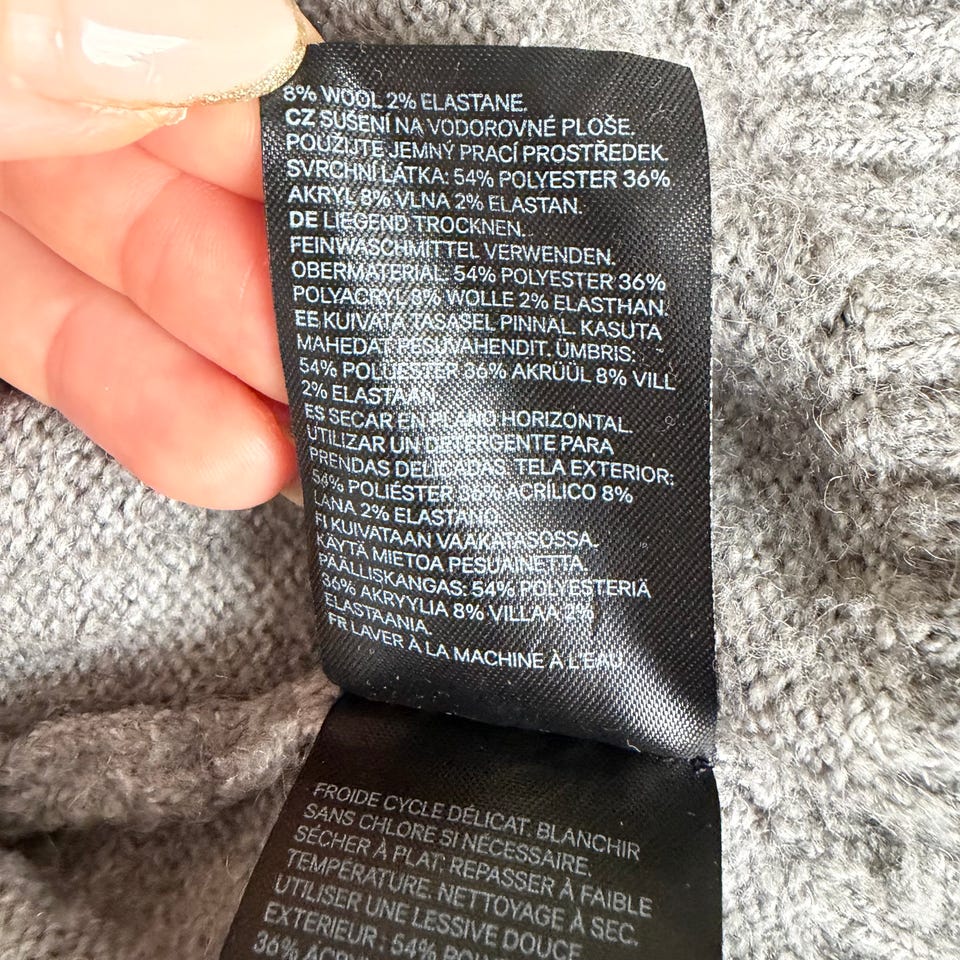 8% WOOL 2% ELASTANE.
CZ SUŠENÍ NA VODOROVNÉ PLOŠE.
POUŽIJTE JEMNÝ PRACÍ PROSTŘEDEK.
SVRCHNÍ LÁTKA: 54% POLYESTER 36%
AKRYL 8% VLNA 2% ELASTAN.
DE LIEGEND TROCKNEN.
FEINWASCHMITTEL VERWENDEN.
OBERMATERIAL: 54% POLYESTER 36%
POLYACRYL 8% WOLLE 2% ELASTHAN.
EE KUIVATA TASASEL PINNAL. KASUTA
MAHEDAT PESUVAHENDIT. ÜMBRIS:
54% POLÜESTER 36% AKRÜÜL 8% VILL
2% ELASTAAN.
ES SECAR EN PLANO HORIZONTAL.
UTILIZAR UN DETERGENTE PARA
PRENDAS DELICADAS. TELA EXTERIOR:
54% POLIÉSTER 36% ACRÍLICO 8%
LANA 2% ELASTANO.
FI KUIVATAAN VAAKATASOSSA.
KÄYTÄ MIETOA PESUAINETTA.
PÄÄLLISKANGAS: 54% POLYESTERIÄ
36% AKRYYLIA 8% VILLAA 2%
ELASTAANIA.
FR LAVER À LA MACHINE À L'EAU
FROIDE CYCLE DÉLICAT. BLANCHIR
SANS CHLORE SI NÉCESSAIRE.
SÉCHER À PLAT. REPASSER À FAIBLE
TEMPÉRATURE. NETTOYAGE À SEC.
UTILISER UNE LESSIVE DOUCE
EXTERIEUR : 54%
36%